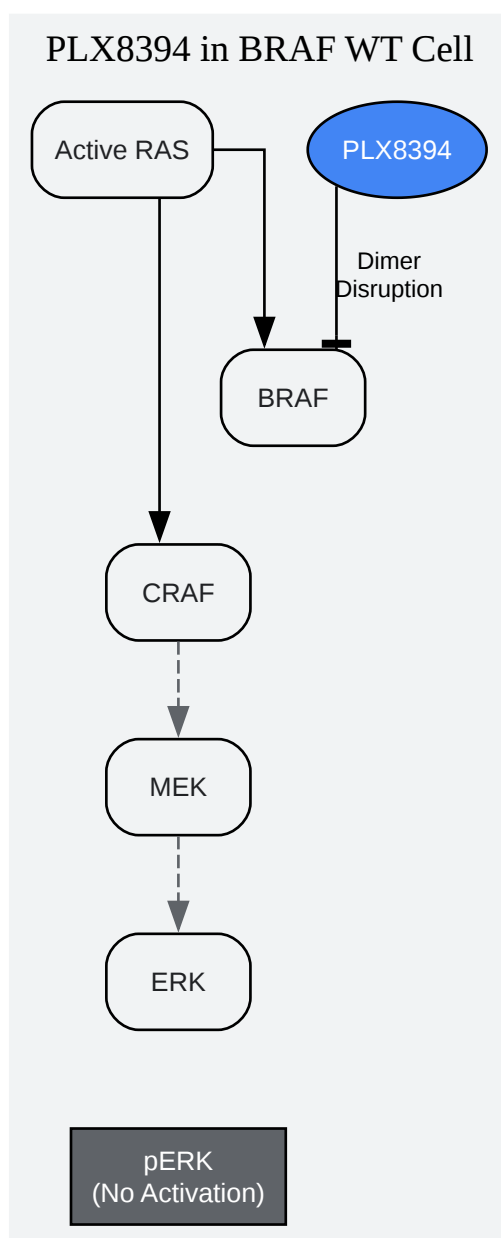 PLX8394 in BRAF WT Cell
Active RAS
PLX8394
Dimer
Disruption
BRAF
CRAF
MEK
ERK
pERK
(No Activation)